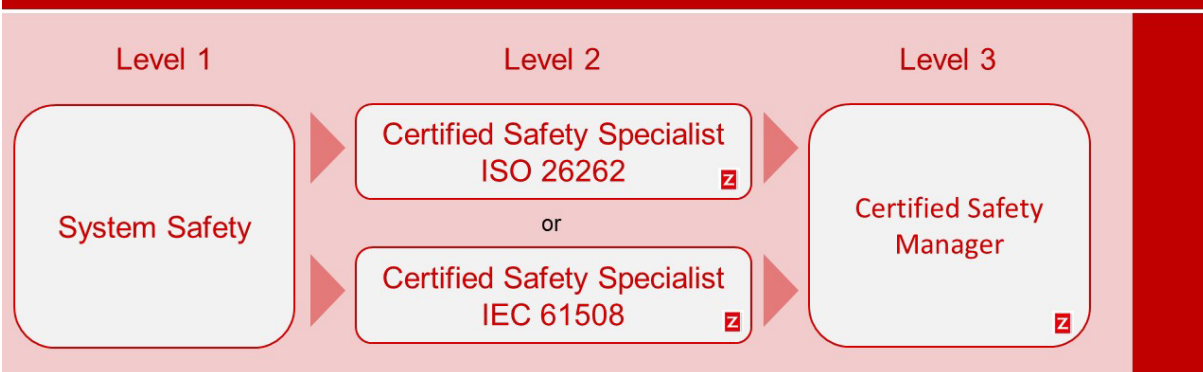 Level 1
Level 2
Level 3
System Safety
Certified Safety Specialist
ISO 26262
Z
or
Certified Safety Specialist
IEC 61508
Z
Certified Safety
Manager
Z